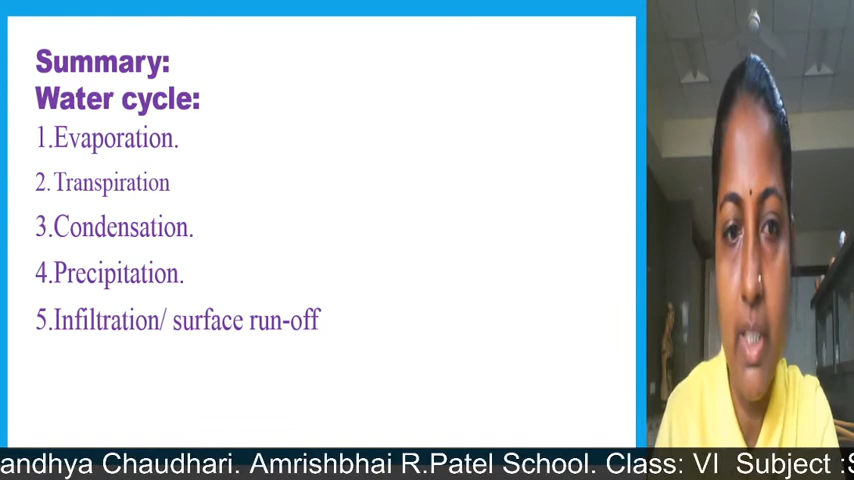 Summary:
Water cycle:
1.Evaporation.
2.Transpiration
3.Condensation.
4.Precipitation.
5.Infiltration/ surface run-off
andhya Chaudhari. Amrishbhai R.Patel School. Class: VI Subject :S